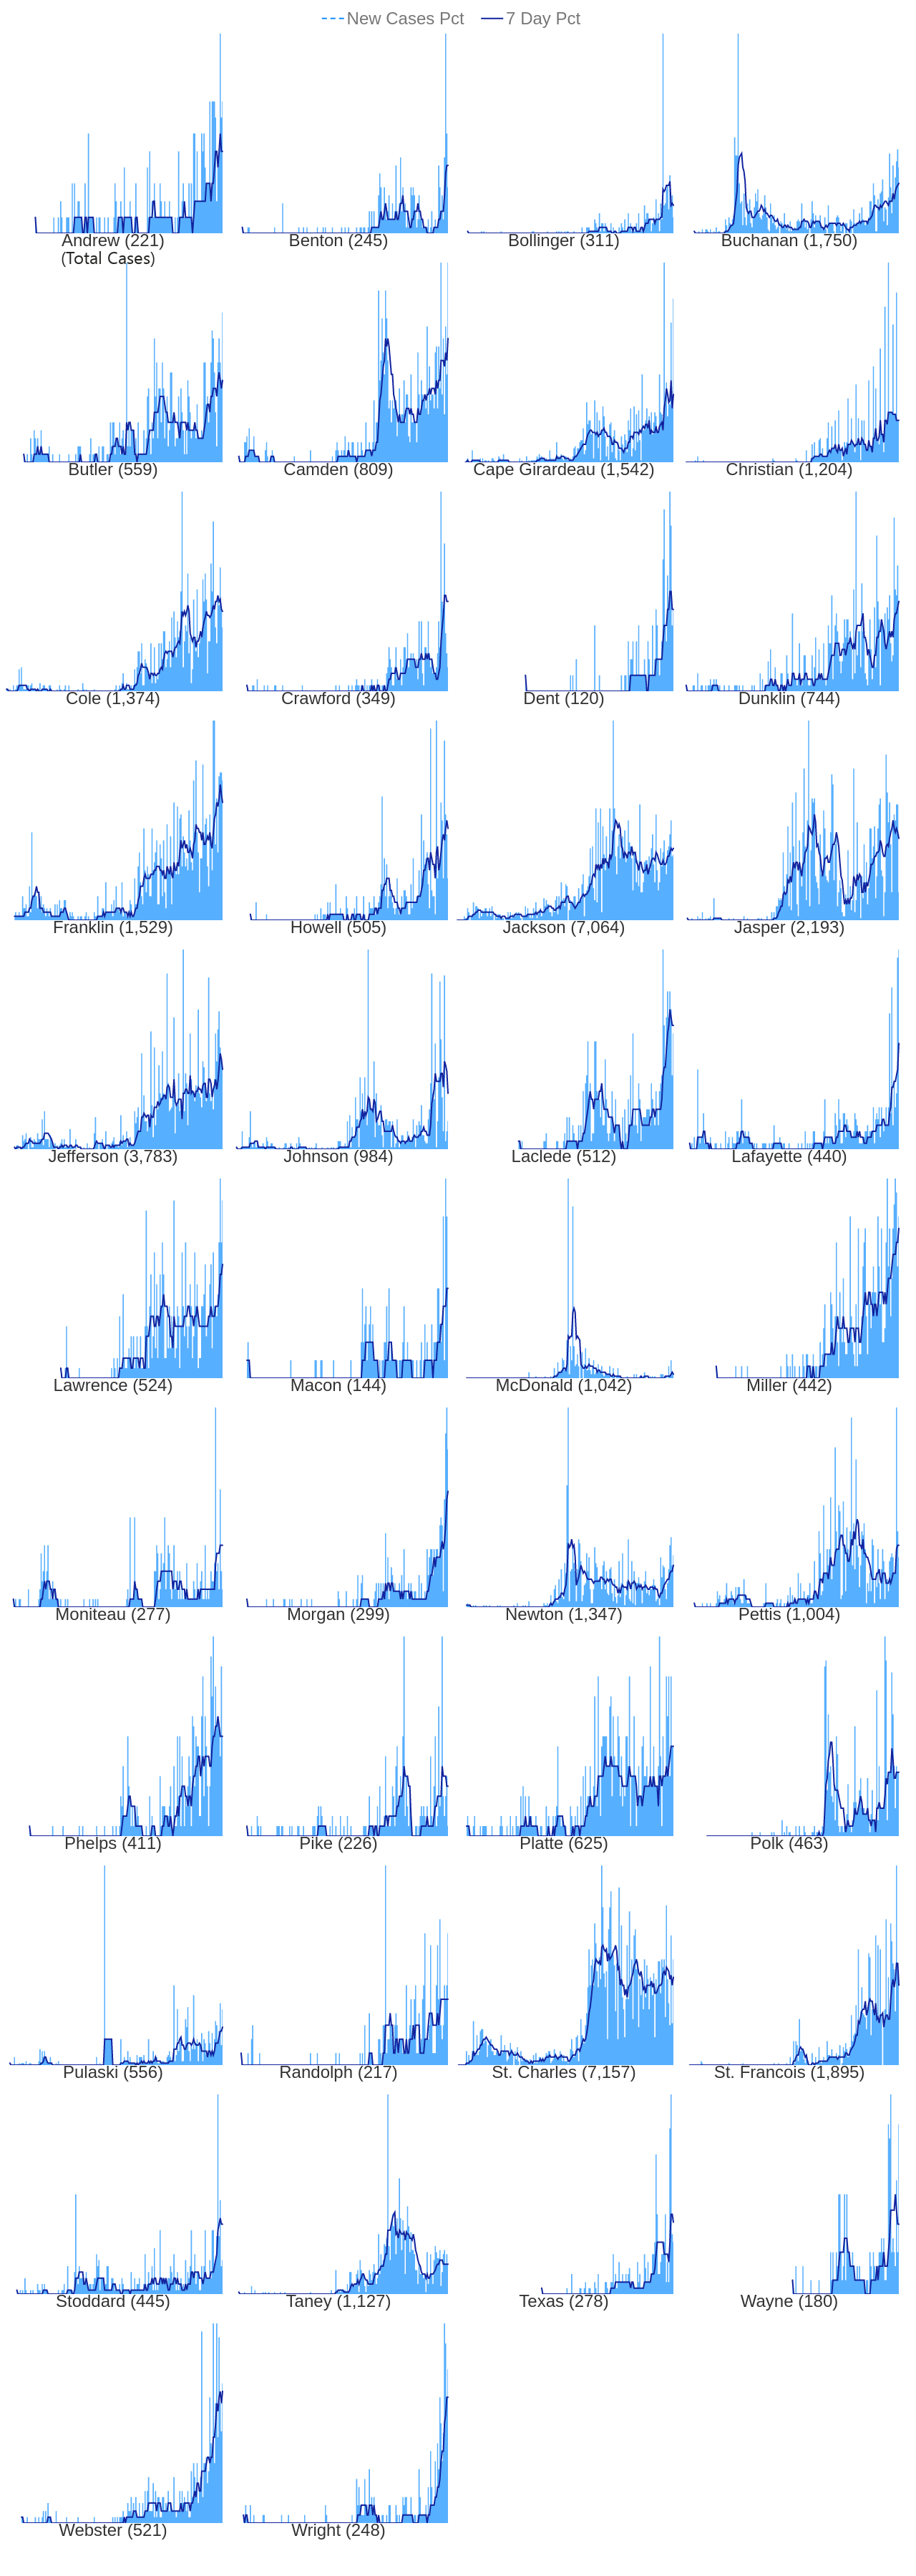 New Cases Pct 7 Day Pct
Andrew (221) Benton (245) Bollinger (311) Buchanan (1,750)
(Total Cases)
Butler (559) Camden (809) Cape Girardeau (1,542) Christian (1,204)
Cole (1,374) Crawford (349) Dent (120) Dunklin (744)
Franklin (1,529) Howell (505) Jackson (7,064) Jasper (2,193)
Jefferson (3,783) Johnson (984) Laclede (512) Lafayette (440)
Lawrence (524) Macon (144) McDonald (1,042) Miller (442)
Moniteau (277) Morgan (299) Newton (1,347) Pettis (1,004)
Phelps (411) Pike (226) Platte (625) Polk (463)
Pulaski (556) Randolph (217) St. Charles (7,157) St. Francois (1,895)
Stoddard (445) Taney (1,127) Texas (278) Wayne (180)
Webster (521) Wright (248)